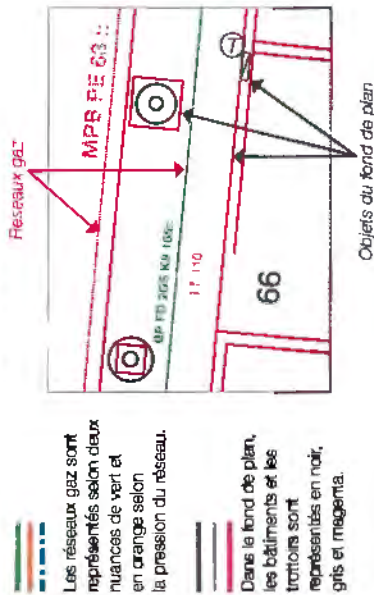 Les réseaux gaz sont
représentés selon deux
nuances de vert et
en orange selon
la pression du réseau.
Dans le fond de plan,
les bâtiments et les
trottoirs sont
représentés en noir,
gris et magenta.
Réseaux gaz
MPB PE 63
66
Objets du fond de plan